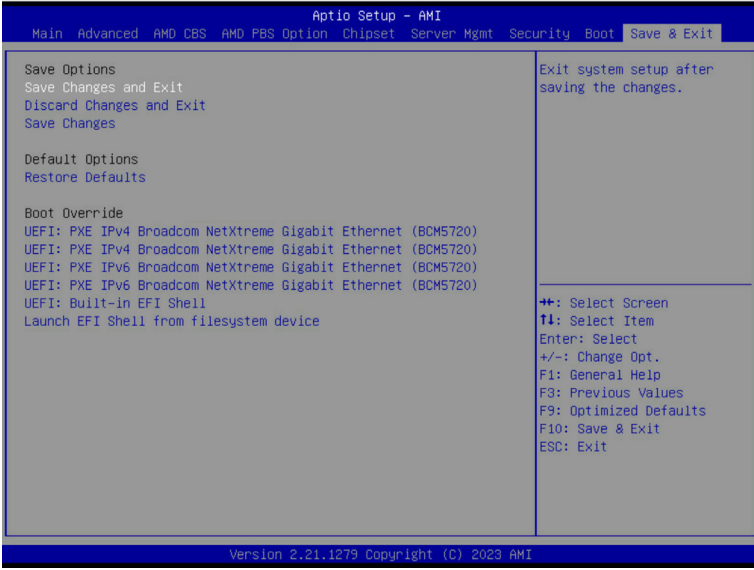 Aptio Setup – AMI
Main Advanced AMD CBS AMD PBS Option Chipset Server Mgmt Security Boot Save & Exit
Save Options
Save Changes and Exit
Discard Changes and Exit
Save Changes
Default Options
Restore Defaults
Boot Override
UEFI: PXE IPv4 Broadcom NetXtreme Gigabit Ethernet (BCM5720)
UEFI: PXE IPv4 Broadcom NetXtreme Gigabit Ethernet (BCM5720)
UEFI: PXE IPv6 Broadcom NetXtreme Gigabit Ethernet (BCM5720)
UEFI: PXE IPv6 Broadcom NetXtreme Gigabit Ethernet (BCM5720)
UEFI: Built-in EFI Shell
Launch EFI Shell from filesystem device
Exit system setup after
saving the changes.
→←: Select Screen
↑↓: Select Item
Enter: Select
+/-: Change Opt.
F1: General Help
F3: Previous Values
F9: Optimized Defaults
F10: Save & Exit
ESC: Exit
Version 2.21.1279 Copyright (C) 2023 AMI